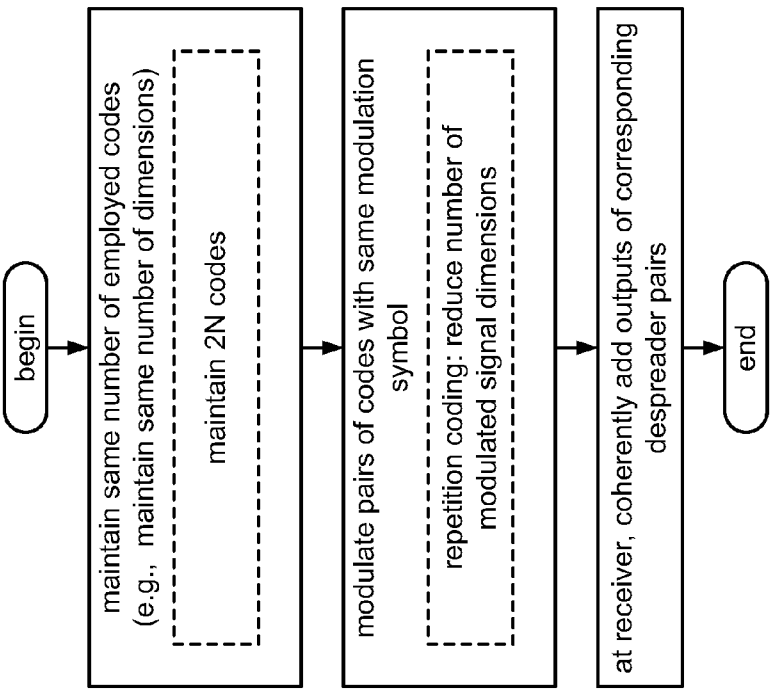 begin
maintain same number of employed codes
(e.g., maintain same number of dimensions)
maintain 2N codes
modulate pairs of codes with same modulation
symbol
repetition coding: reduce number of
modulated signal dimensions
at receiver, coherently add outputs of corresponding
despreader pairs
end